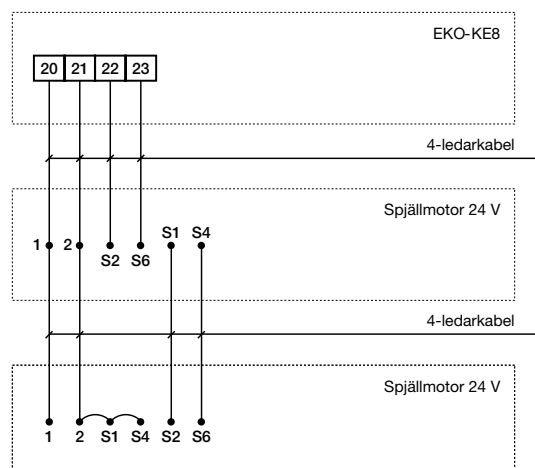 EKO-KE8
20 21 22 23
4-ledarkabel
Spjällmotor 24 V
S1 S4
1 2
S2 S6
4-ledarkabel
Spjällmotor 24 V
1 2 S1 S4 S2 S6